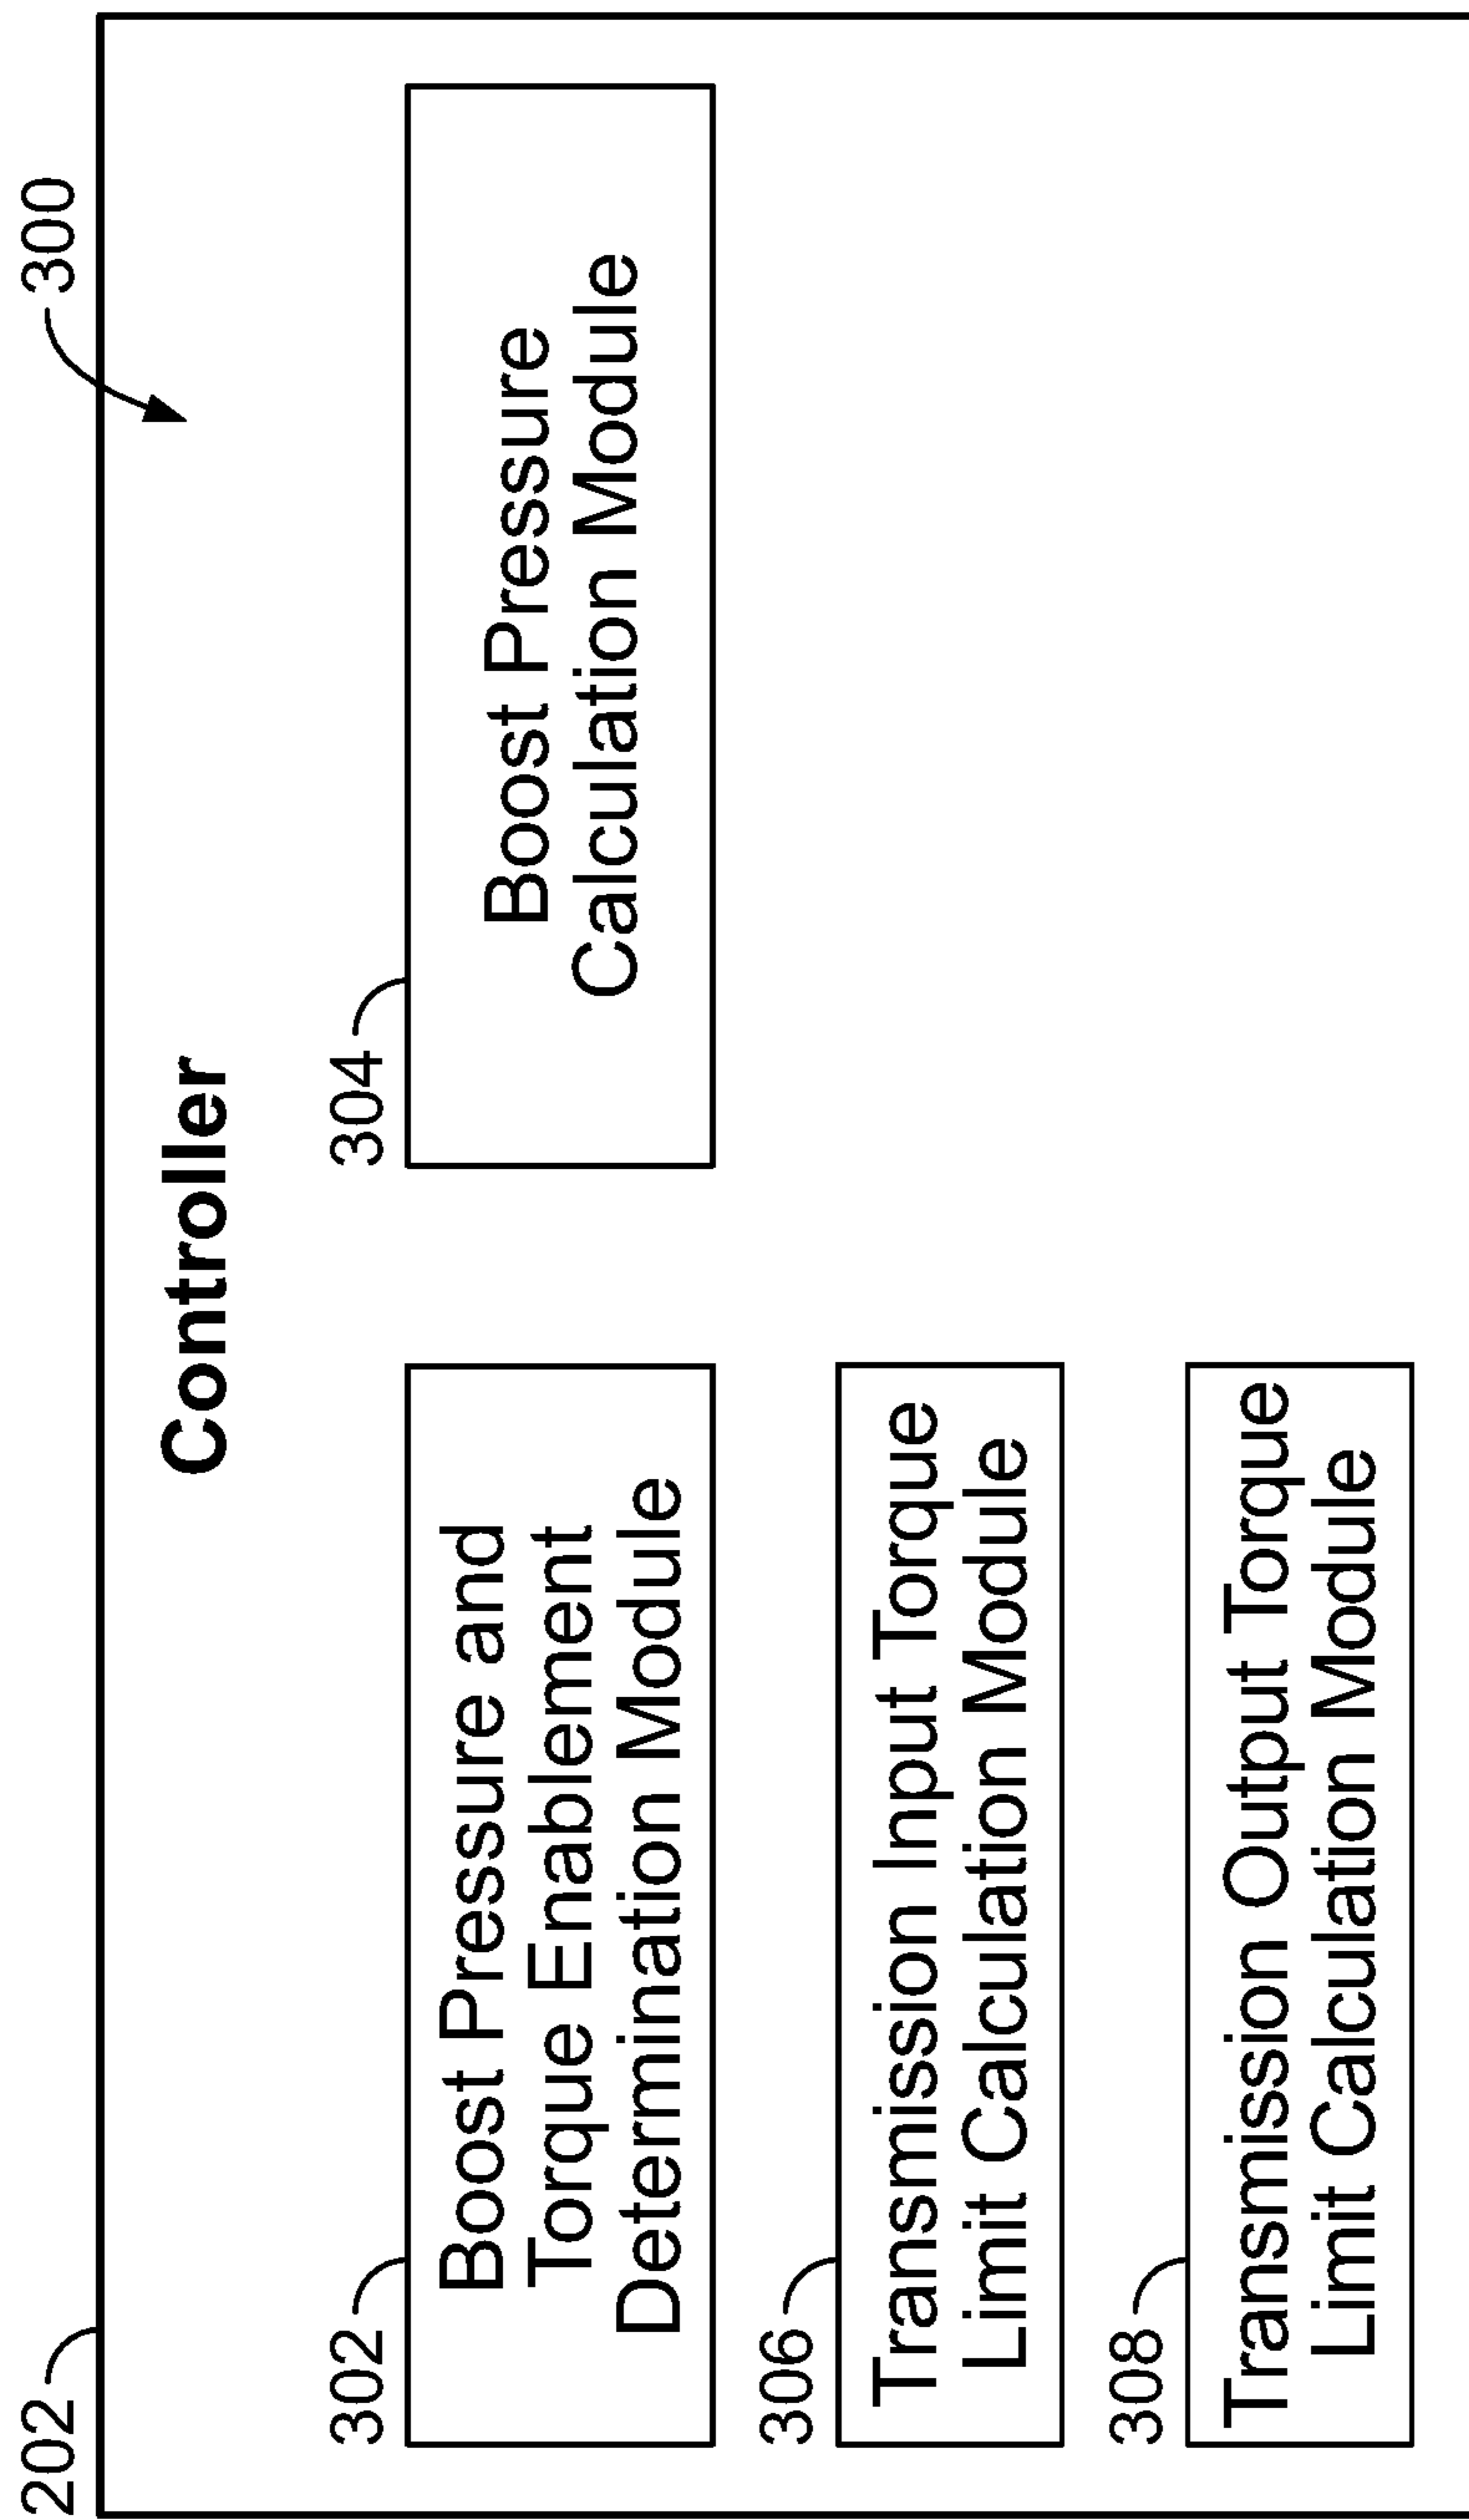 202
300
Controller
302
Boost Pressure and
Torque Enablement
Determination Module
304
Boost Pressure
Calculation Module
306
Transmission Input Torque
Limit Calculation Module
308
Transmission Output Torque
Limit Calculation Module